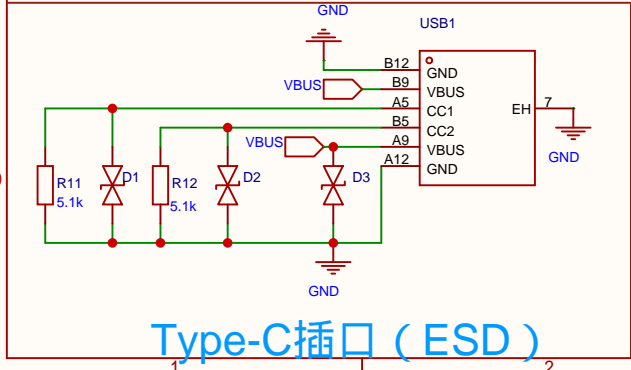 GND
USB1
B12
GND
VBUS
B9
VBUS
A5
CC1
EH
7
B5
CC2
VBUS
A9
VBUS
A12
GND
GND
R11
5.1k
D1
R12
5.1k
D2
D3
GND
Type-C插口（ESD）
1
2